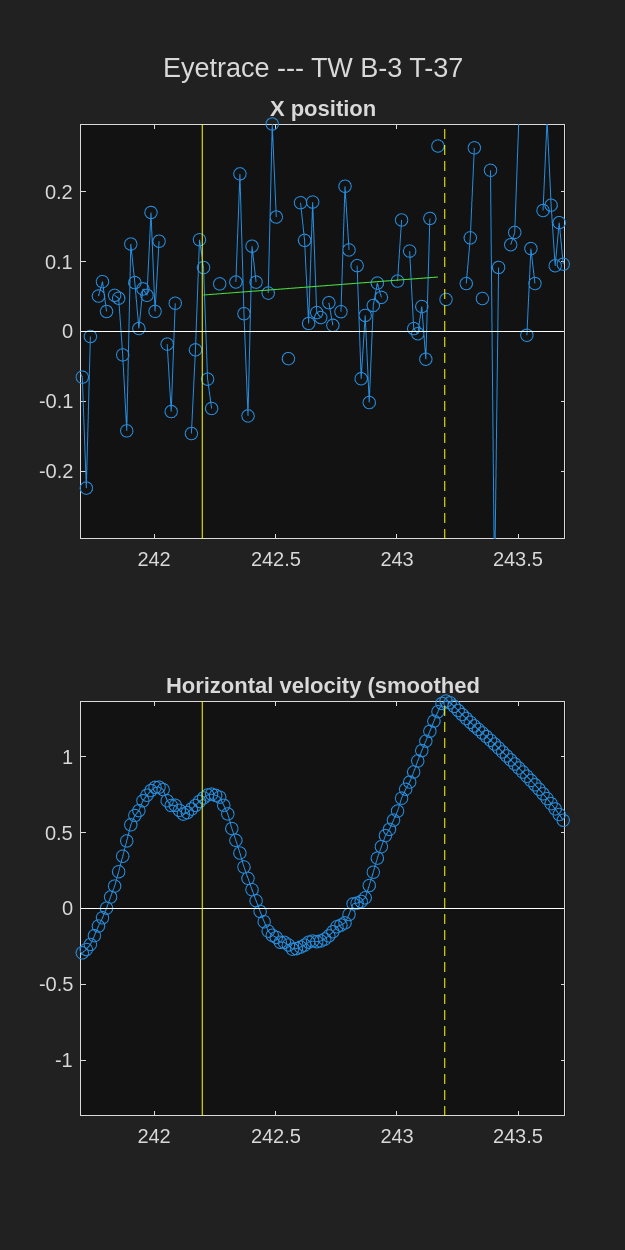 Eyetrace --- TW B-3 T-37
X position
0.2
0.1
0
-0.1
-0.2
242 242.5 243 243.5
Horizontal velocity (smoothed
1
0.5
0
-0.5
-1
242 242.5 243 243.5